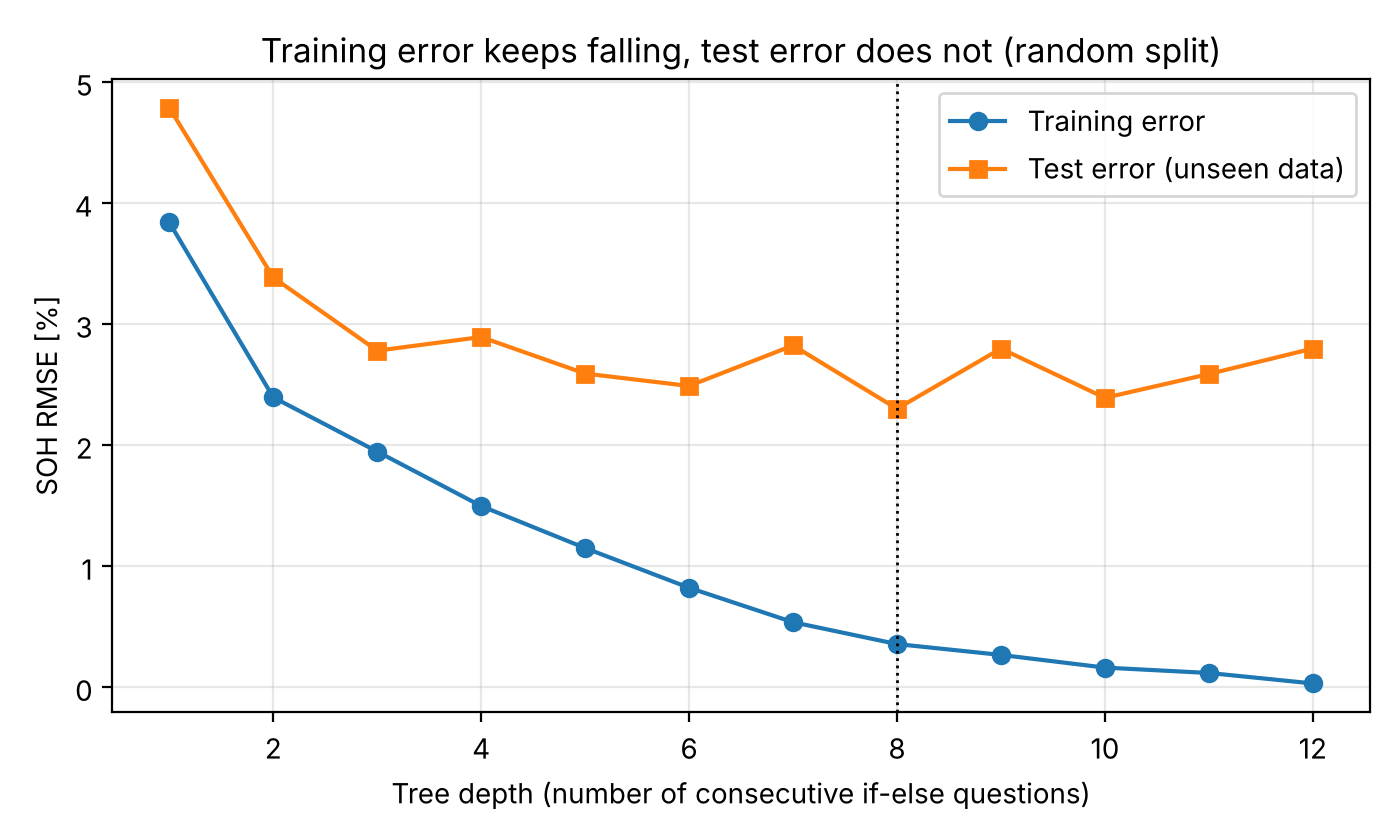 Training error keeps falling, test error does not (random split)
Training error
Test error (unseen data)
SOH RMSE [%]
5
4
3
2
1
0
2 4 6 8 10 12
Tree depth (number of consecutive if-else questions)